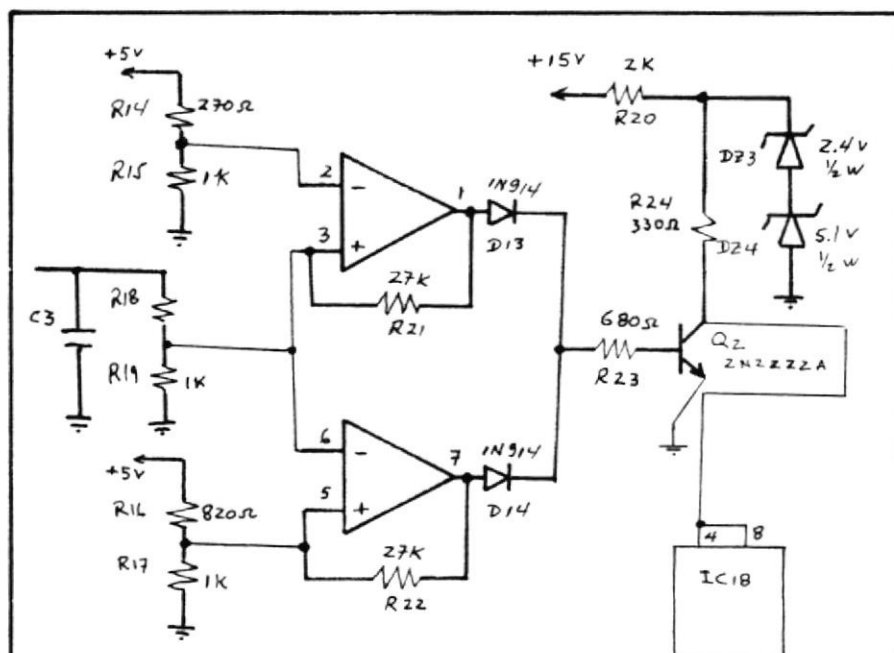 +5V
R14
270Ω
R15
1K
2
-
3
+
1
1N914
D13
27K
R21
+15V
2K
R20
DZ3
2.4V
½W
R24
330Ω
DZ4
5.1V
½W
C3
R18
R19
1K
680Ω
R23
Q2
2N2222A
+5V
R16
820Ω
R17
1K
6
-
5
+
7
1N914
D14
27K
R22
4
8
IC18